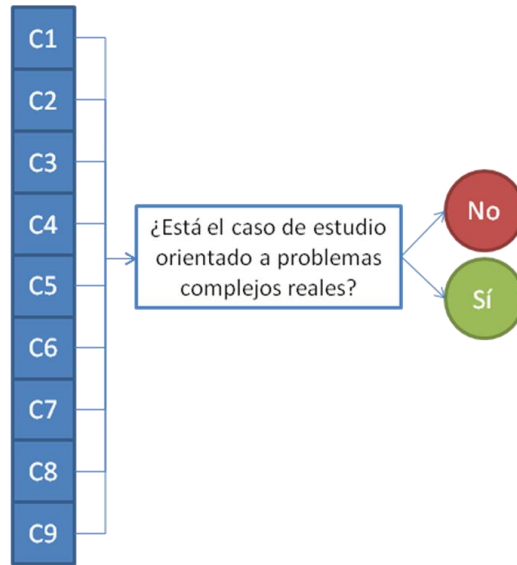 C1
C2
C3
C4
C5
C6
C7
C8
C9
¿Está el caso de estudio
orientado a problemas
complejos reales?
No
Sí